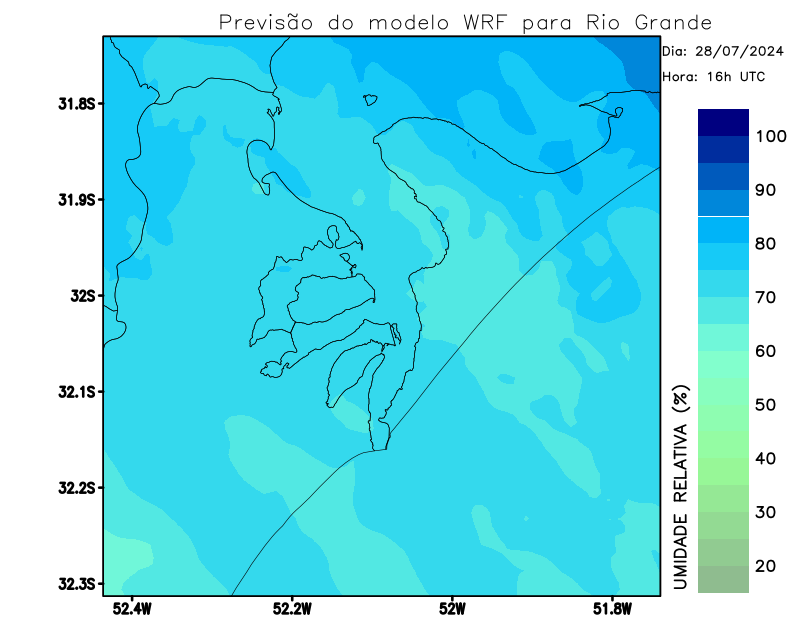 Previsão do modelo WRF para Rio Grande
Dia: 28/07/2024
Hora: 16h UTC
31.8S
31.9S
32S
32.1S
32.2S
32.3S
52.4W
52.2W
52W
51.8W
100
90
80
70
60
50
40
30
20
UMIDADE RELATIVA (%)